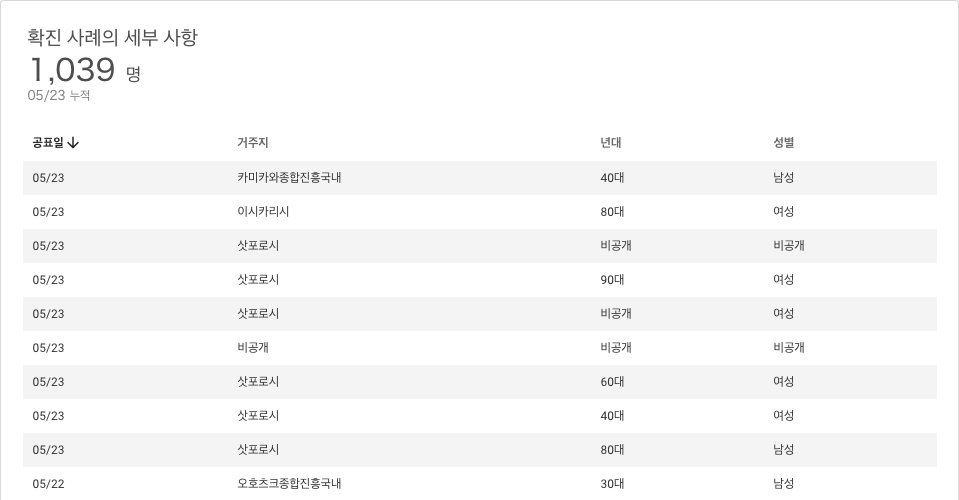 확진 사례의 세부 사항
1,039 명
05/23 누적
공표일 거주지 년대 성별
05/23 카미카와종합진흥국내 40대 남성
05/23 이시카리시 80대 여성
05/23 삿포로시 비공개 비공개
05/23 삿포로시 90대 여성
05/23 삿포로시 비공개 여성
05/23 비공개 비공개 비공개
05/23 삿포로시 60대 여성
05/23 삿포로시 40대 여성
05/23 삿포로시 80대 남성
05/22 오호츠크종합진흥국내 30대 남성